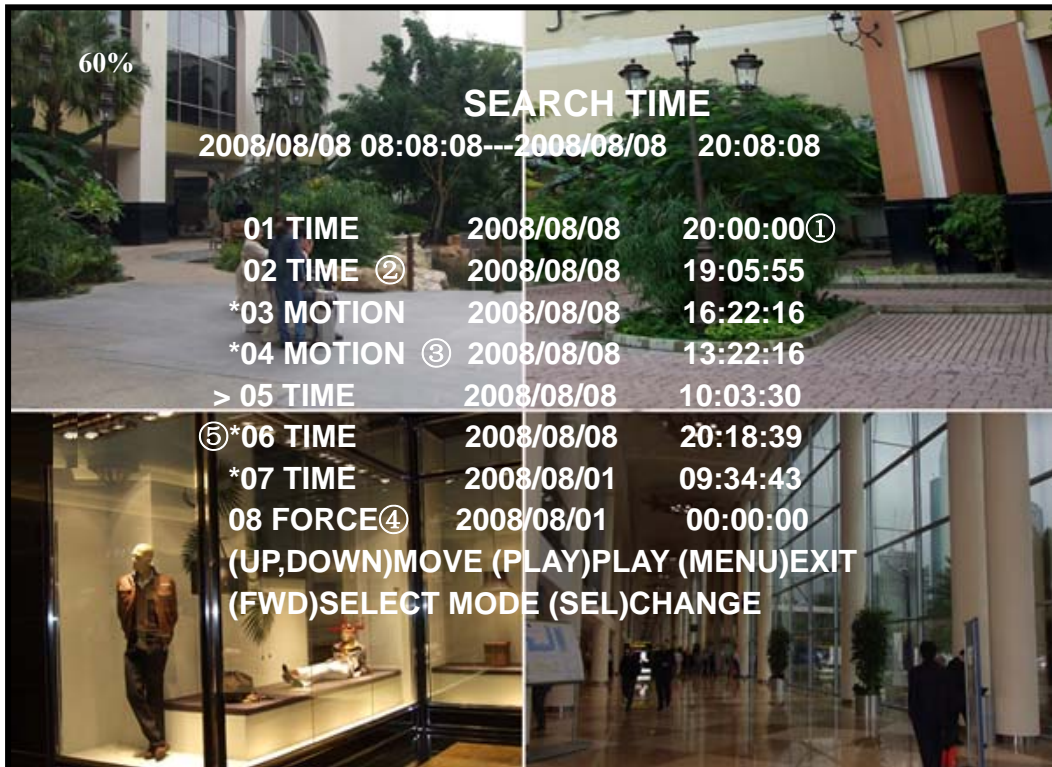 60%
SEARCH TIME
2008/08/08 08:08:08---2008/08/08 20:08:08
01 TIME 2008/08/08 20:00:00①
02 TIME ② 2008/08/08 19:05:55
*03 MOTION 2008/08/08 16:22:16
*04 MOTION ③ 2008/08/08 13:22:16
> 05 TIME 2008/08/08 10:03:30
⑤*06 TIME 2008/08/08 20:18:39
*07 TIME 2008/08/01 09:34:43
08 FORCE④ 2008/08/01 00:00:00
(UP,DOWN)MOVE (PLAY)PLAY (MENU)EXIT
(FWD)SELECT MODE (SEL)CHANGE